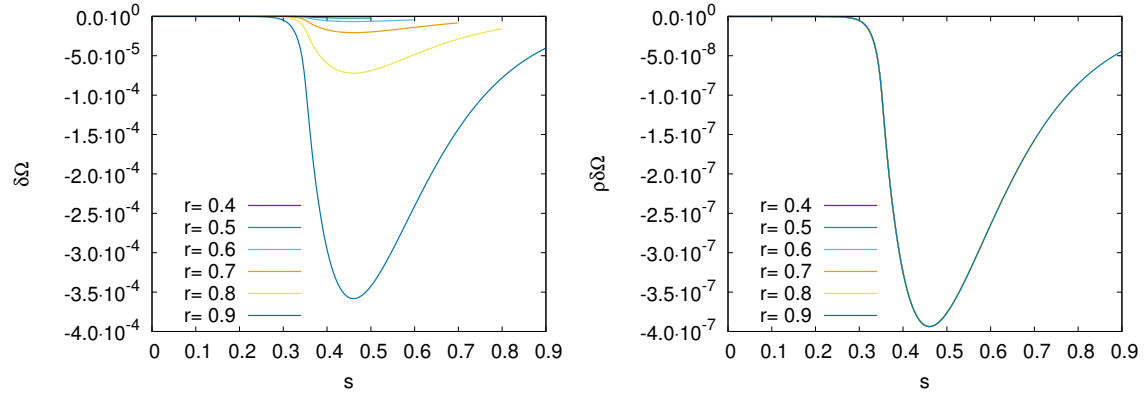 0.0·10⁰
-5.0·10⁻⁵
-1.0·10⁻⁴
-1.5·10⁻⁴
-2.0·10⁻⁴
-2.5·10⁻⁴
-3.0·10⁻⁴
-3.5·10⁻⁴
-4.0·10⁻⁴
δΩ
r= 0.4
r= 0.5
r= 0.6
r= 0.7
r= 0.8
r= 0.9
0 0.1 0.2 0.3 0.4 0.5 0.6 0.7 0.8 0.9
s
0.0·10⁰
-5.0·10⁻⁸
-1.0·10⁻⁷
-1.5·10⁻⁷
-2.0·10⁻⁷
-2.5·10⁻⁷
-3.0·10⁻⁷
-3.5·10⁻⁷
-4.0·10⁻⁷
ρδΩ
r= 0.4
r= 0.5
r= 0.6
r= 0.7
r= 0.8
r= 0.9
0 0.1 0.2 0.3 0.4 0.5 0.6 0.7 0.8 0.9
s